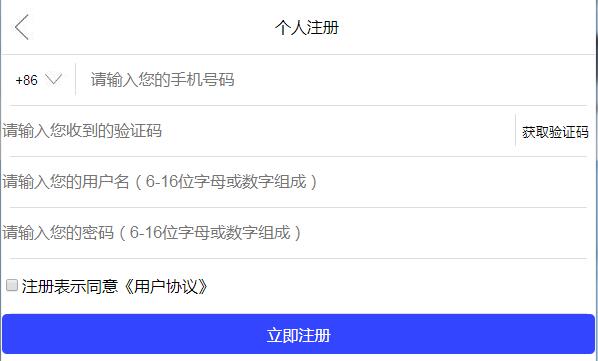 个人注册
+86 请输入您的手机号码
请输入您收到的验证码 获取验证码
请输入您的用户名（6-16位字母或数字组成）
请输入您的密码（6-16位字母或数字组成）
注册表示同意《用户协议》
立即注册